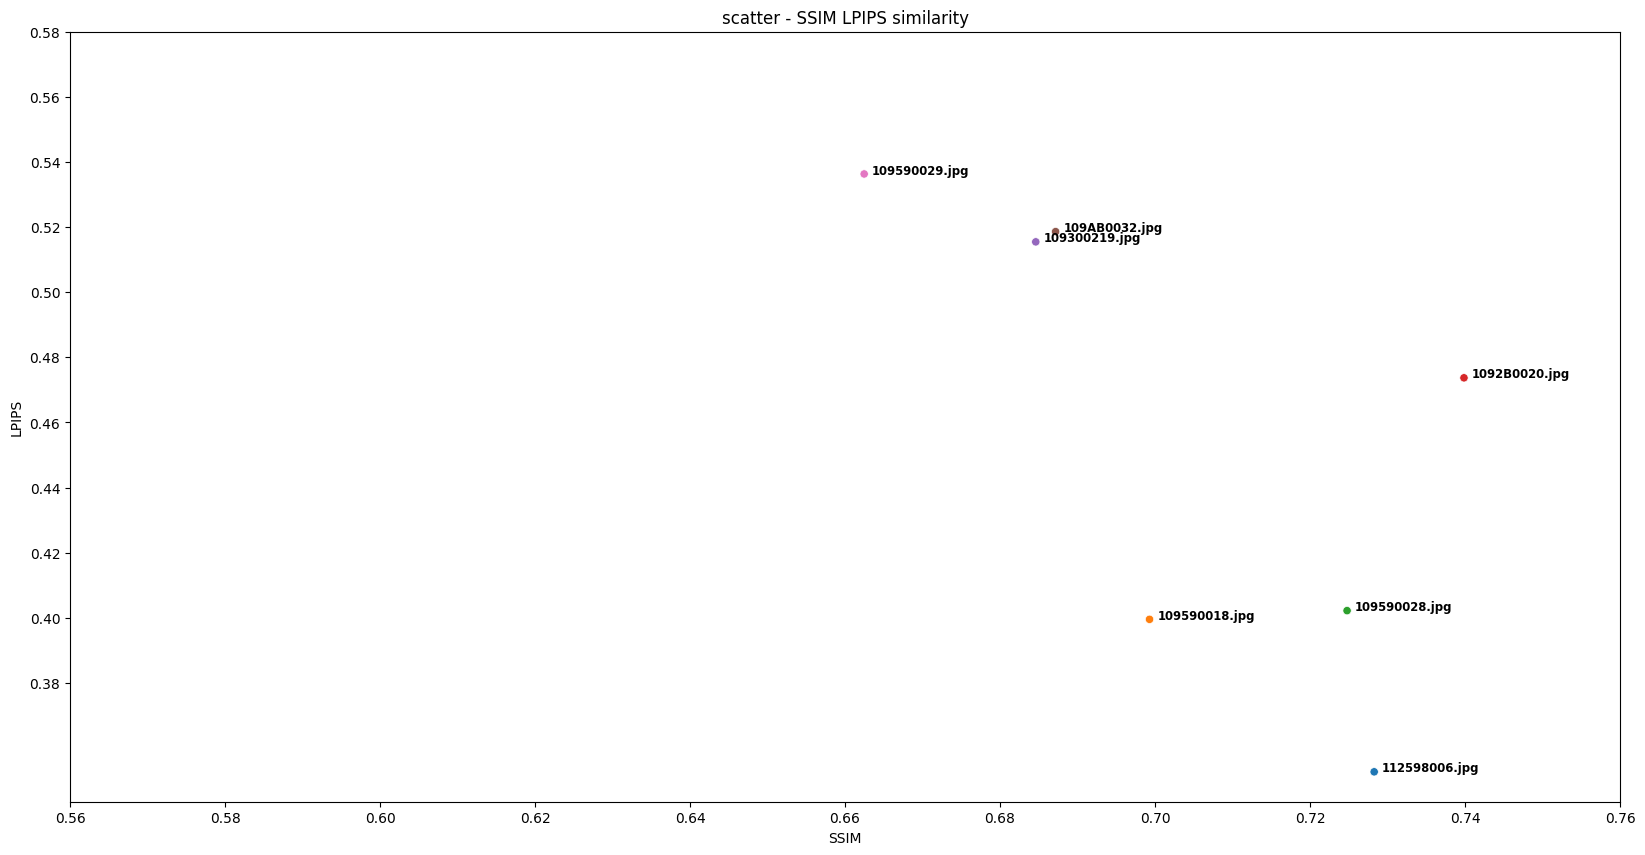 scatter - SSIM LPIPS similarity
0.58
0.56
0.54
0.52
0.50
0.48
0.46
0.44
0.42
0.40
0.38
LPIPS
109590029.jpg
109AB0032.jpg
109300219.jpg
1092B0020.jpg
109590028.jpg
109590018.jpg
112598006.jpg
0.56 0.58 0.60 0.62 0.64 0.66 0.68 0.70 0.72 0.74 0.76
SSIM